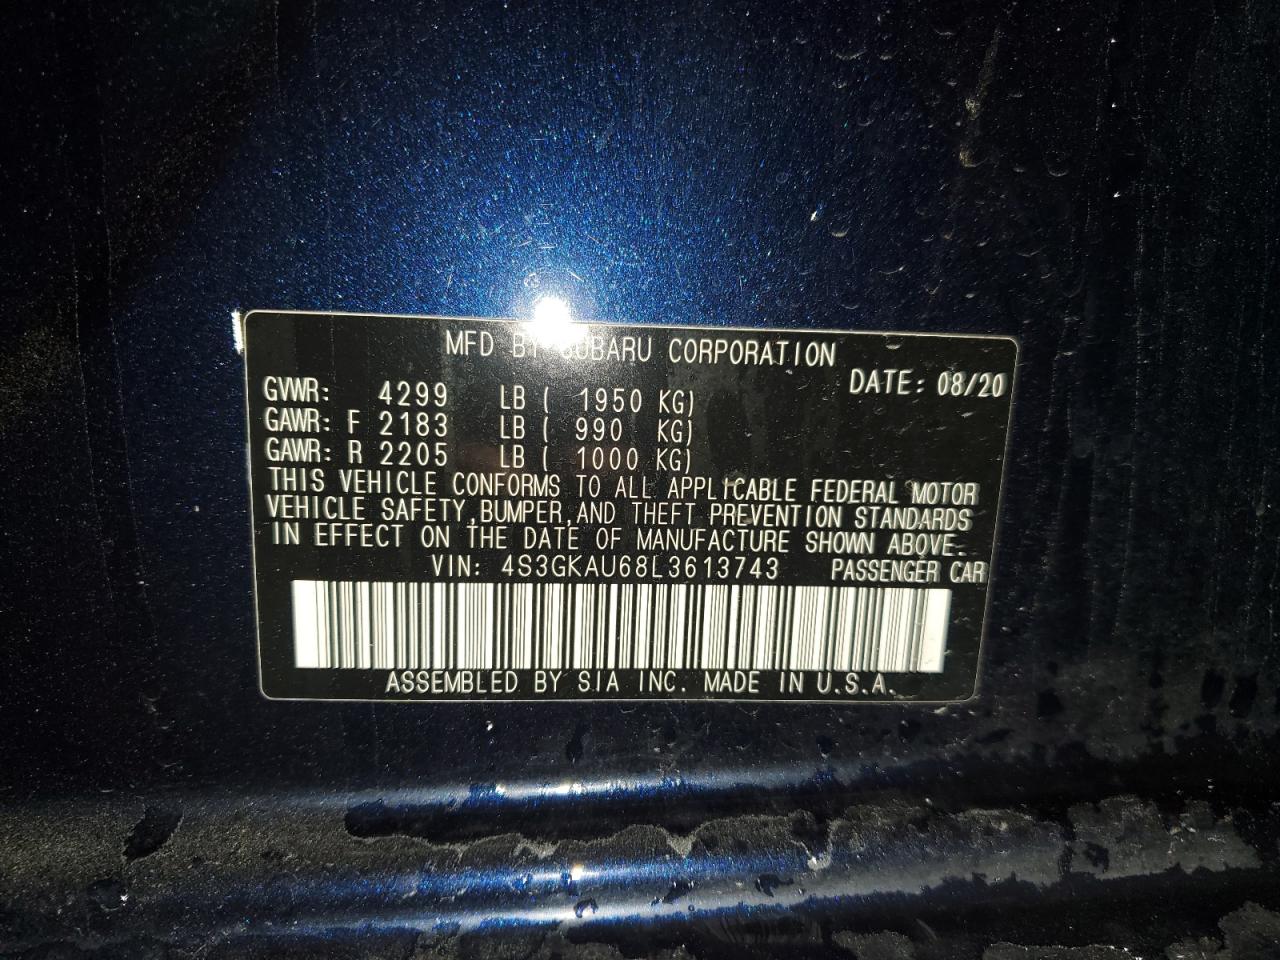 MFD BY SUBARU CORPORATION
DATE: 08/20
GVWR: 4299 LB ( 1950 KG)
GAWR: F 2183 LB ( 990 KG)
GAWR: R 2205 LB ( 1000 KG)
THIS VEHICLE CONFORMS TO ALL APPLICABLE FEDERAL MOTOR
VEHICLE SAFETY, BUMPER, AND THEFT PREVENTION STANDARDS
IN EFFECT ON THE DATE OF MANUFACTURE SHOWN ABOVE.
VIN: 4S3GKAU68L3613743 PASSENGER CAR
ASSEMBLED BY S.I.A INC. MADE IN U.S.A.